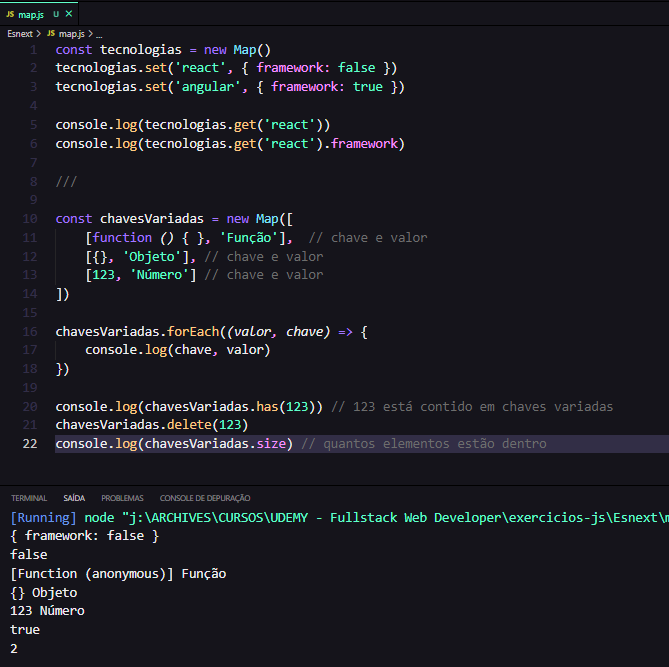 JS map.js U ×
Esnext > JS map.js > ...
1 const tecnologias = new Map()
2 tecnologias.set('react', { framework: false })
3 tecnologias.set('angular', { framework: true })
4
5 console.log(tecnologias.get('react'))
6 console.log(tecnologias.get('react').framework)
7
8 ///
9
10 const chavesVariadas = new Map([
11 [function () { }, 'Função'], // chave e valor
12 [{}, 'Objeto'], // chave e valor
13 [123, 'Número'] // chave e valor
14 ])
15
16 chavesVariadas.forEach((valor, chave) => {
17 console.log(chave, valor)
18 })
19
20 console.log(chavesVariadas.has(123)) // 123 está contido em chaves variadas
21 chavesVariadas.delete(123)
22 console.log(chavesVariadas.size) // quantos elementos estão dentro
TERMINAL SAÍDA PROBLEMAS CONSOLE DE DEPURAÇÃO
[Running] node "j:\ARCHIVES\CURSOS\UDEMY - Fullstack Web Developer\exercicios-js\Esnext\m
{ framework: false }
false
[Function (anonymous)] Função
{} Objeto
123 Número
true
2